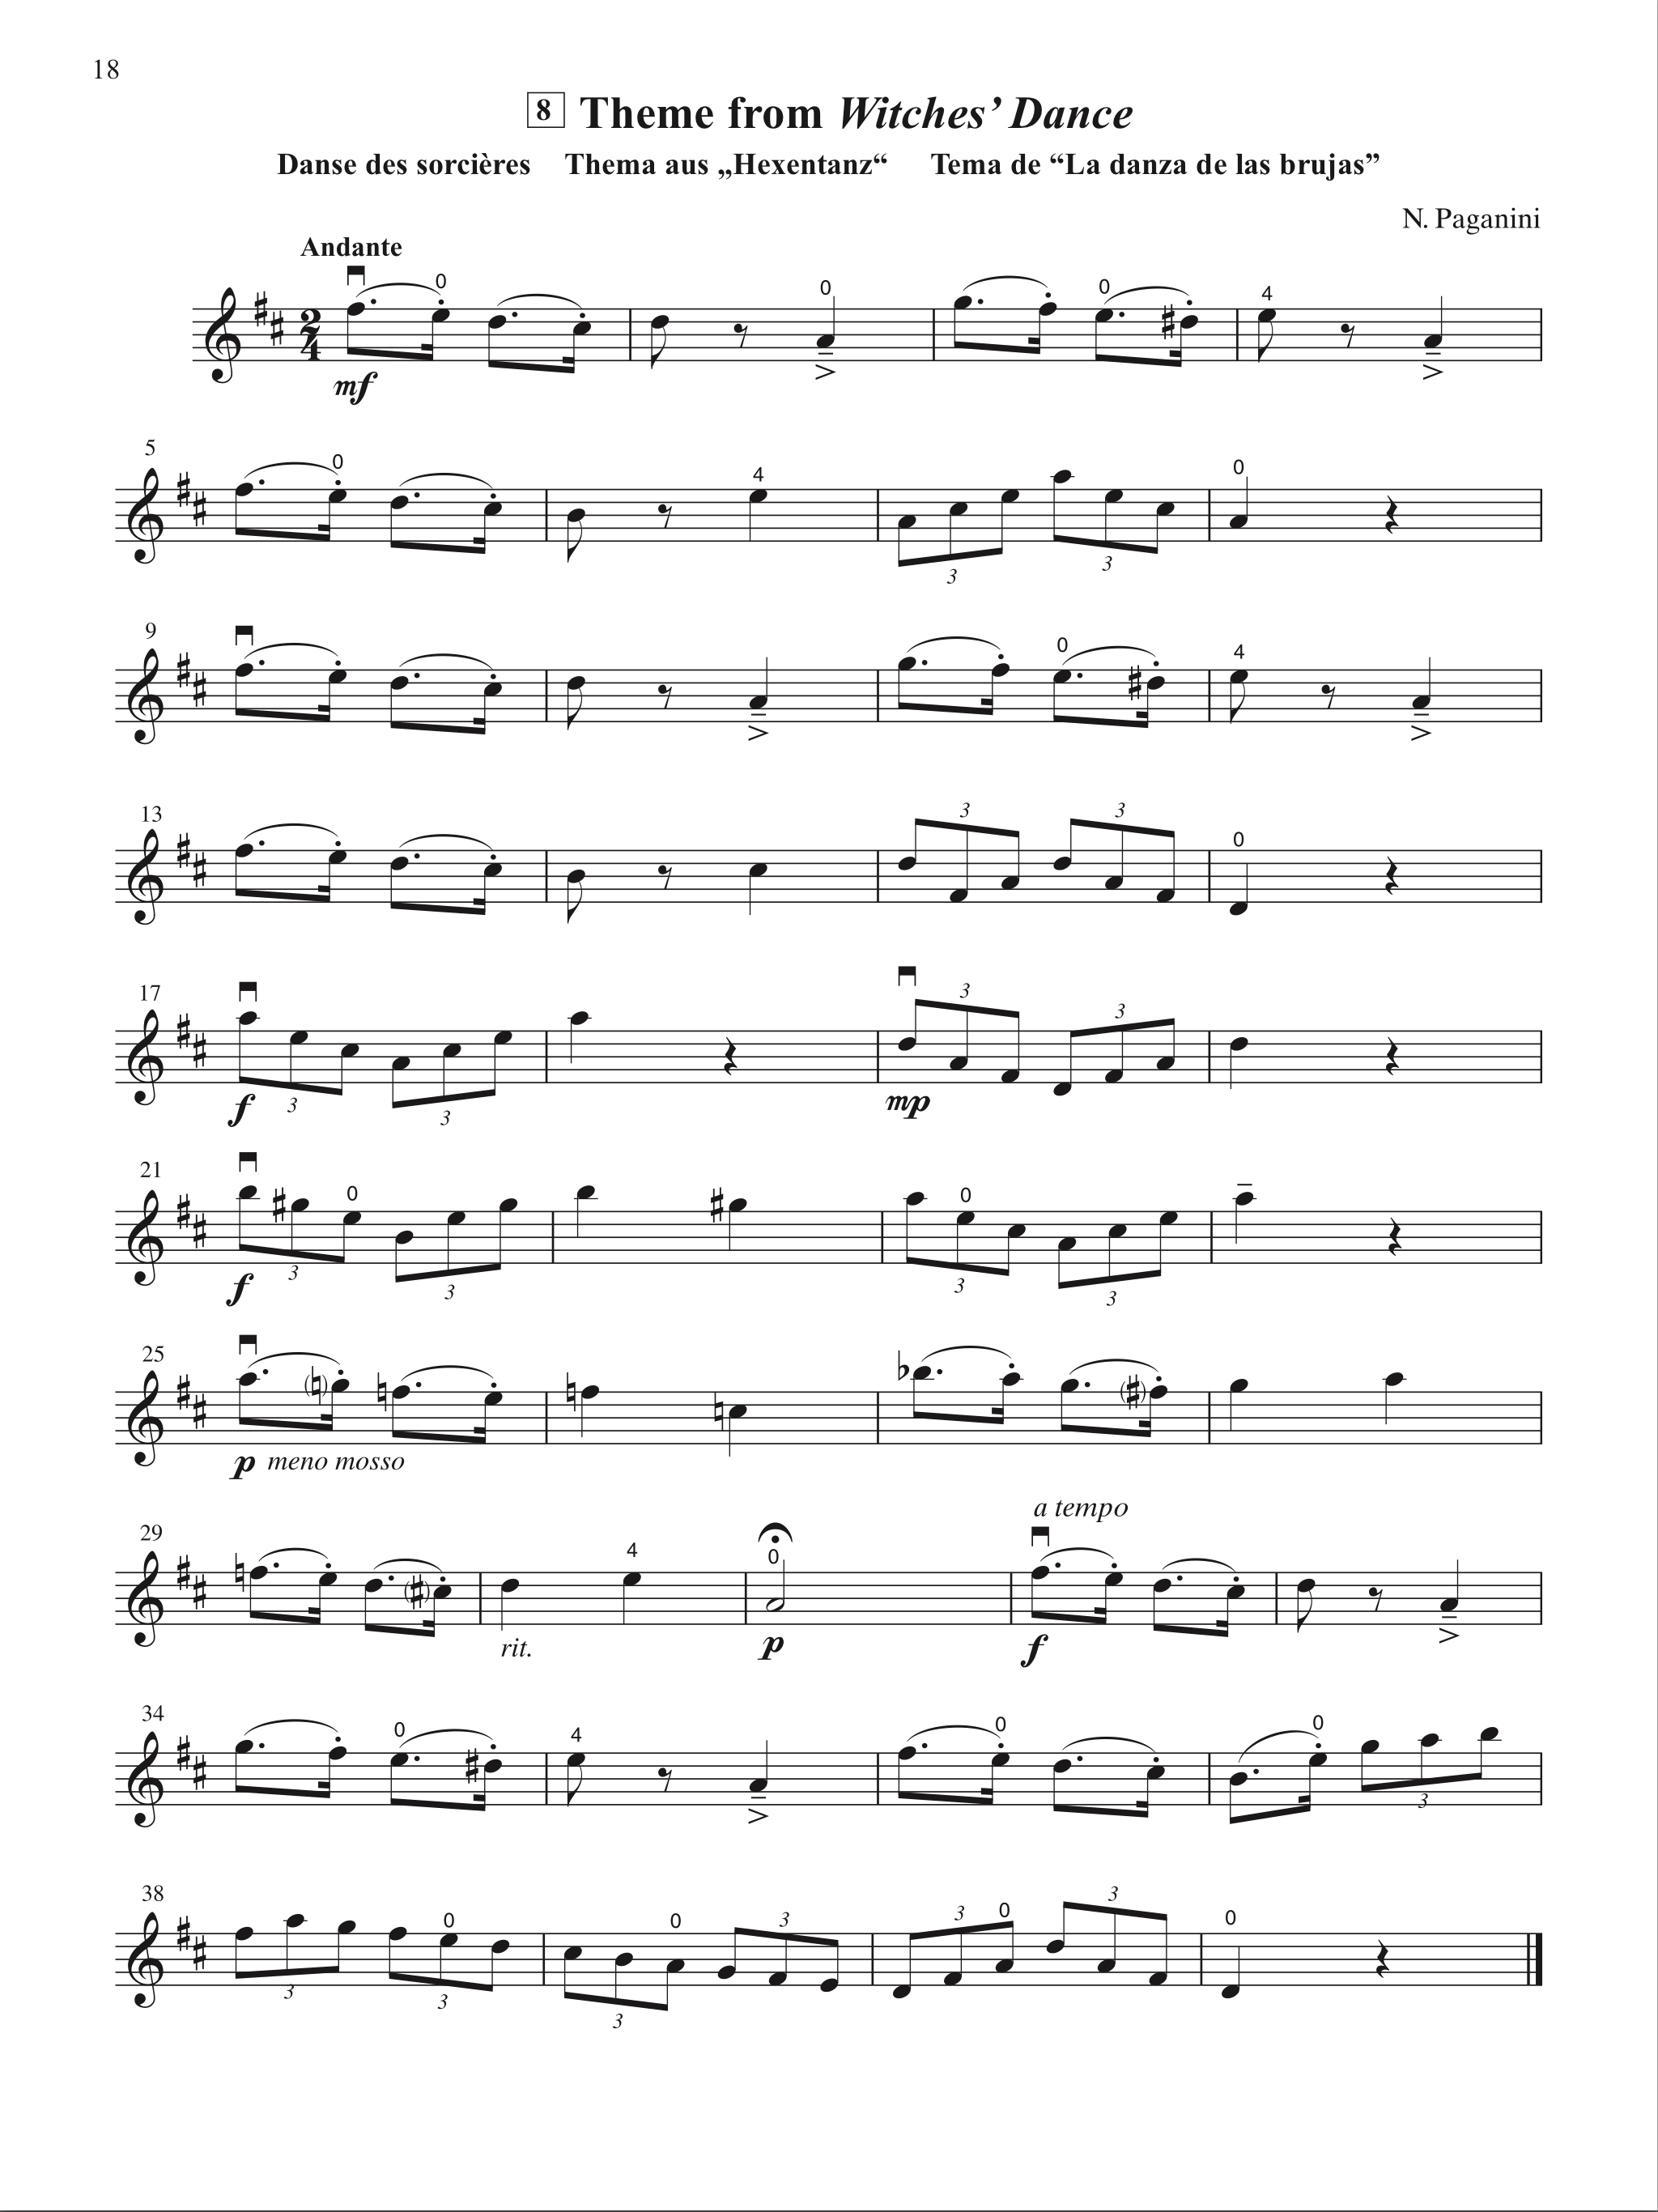 18
8 Theme from Witches’ Dance
Danse des sorcières Thema aus „Hexentanz“ Tema de “La danza de las brujas”
N. Paganini
Andante
0 0 0 4
2
4
mf
5
0 4 0
3 3
9
0 4
13
3 3 0
17
3 3
f 3 3 mp
21
0 0
f 3 3 3 3
25
p meno mosso
a tempo
29
4 0
rit. p f
34
0 4 0 0
3
38
0 0 3 3 0 3 0
3 3 3